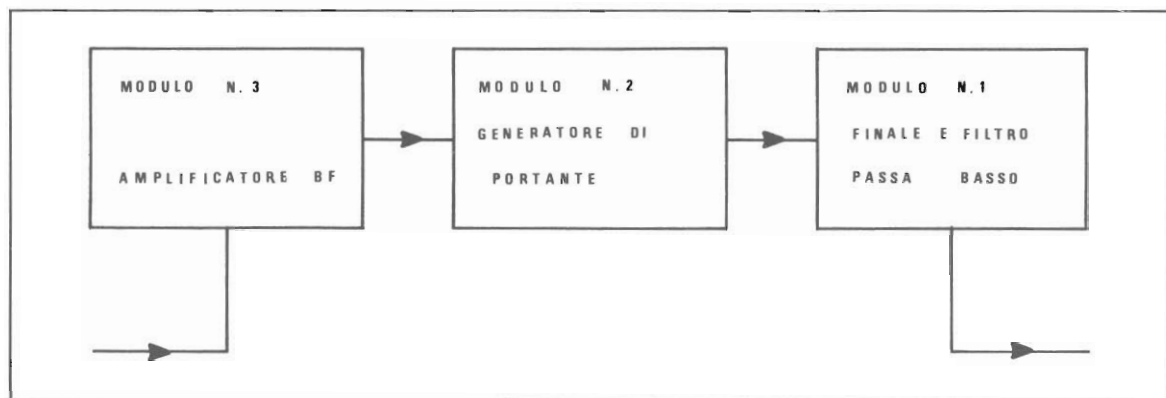 MODULO N.3
AMPLIFICATORE BF
MODULO N.2
GENERATORE DI
PORTANTE
MODULO N.1
FINALE E FILTRO
PASSA BASSO